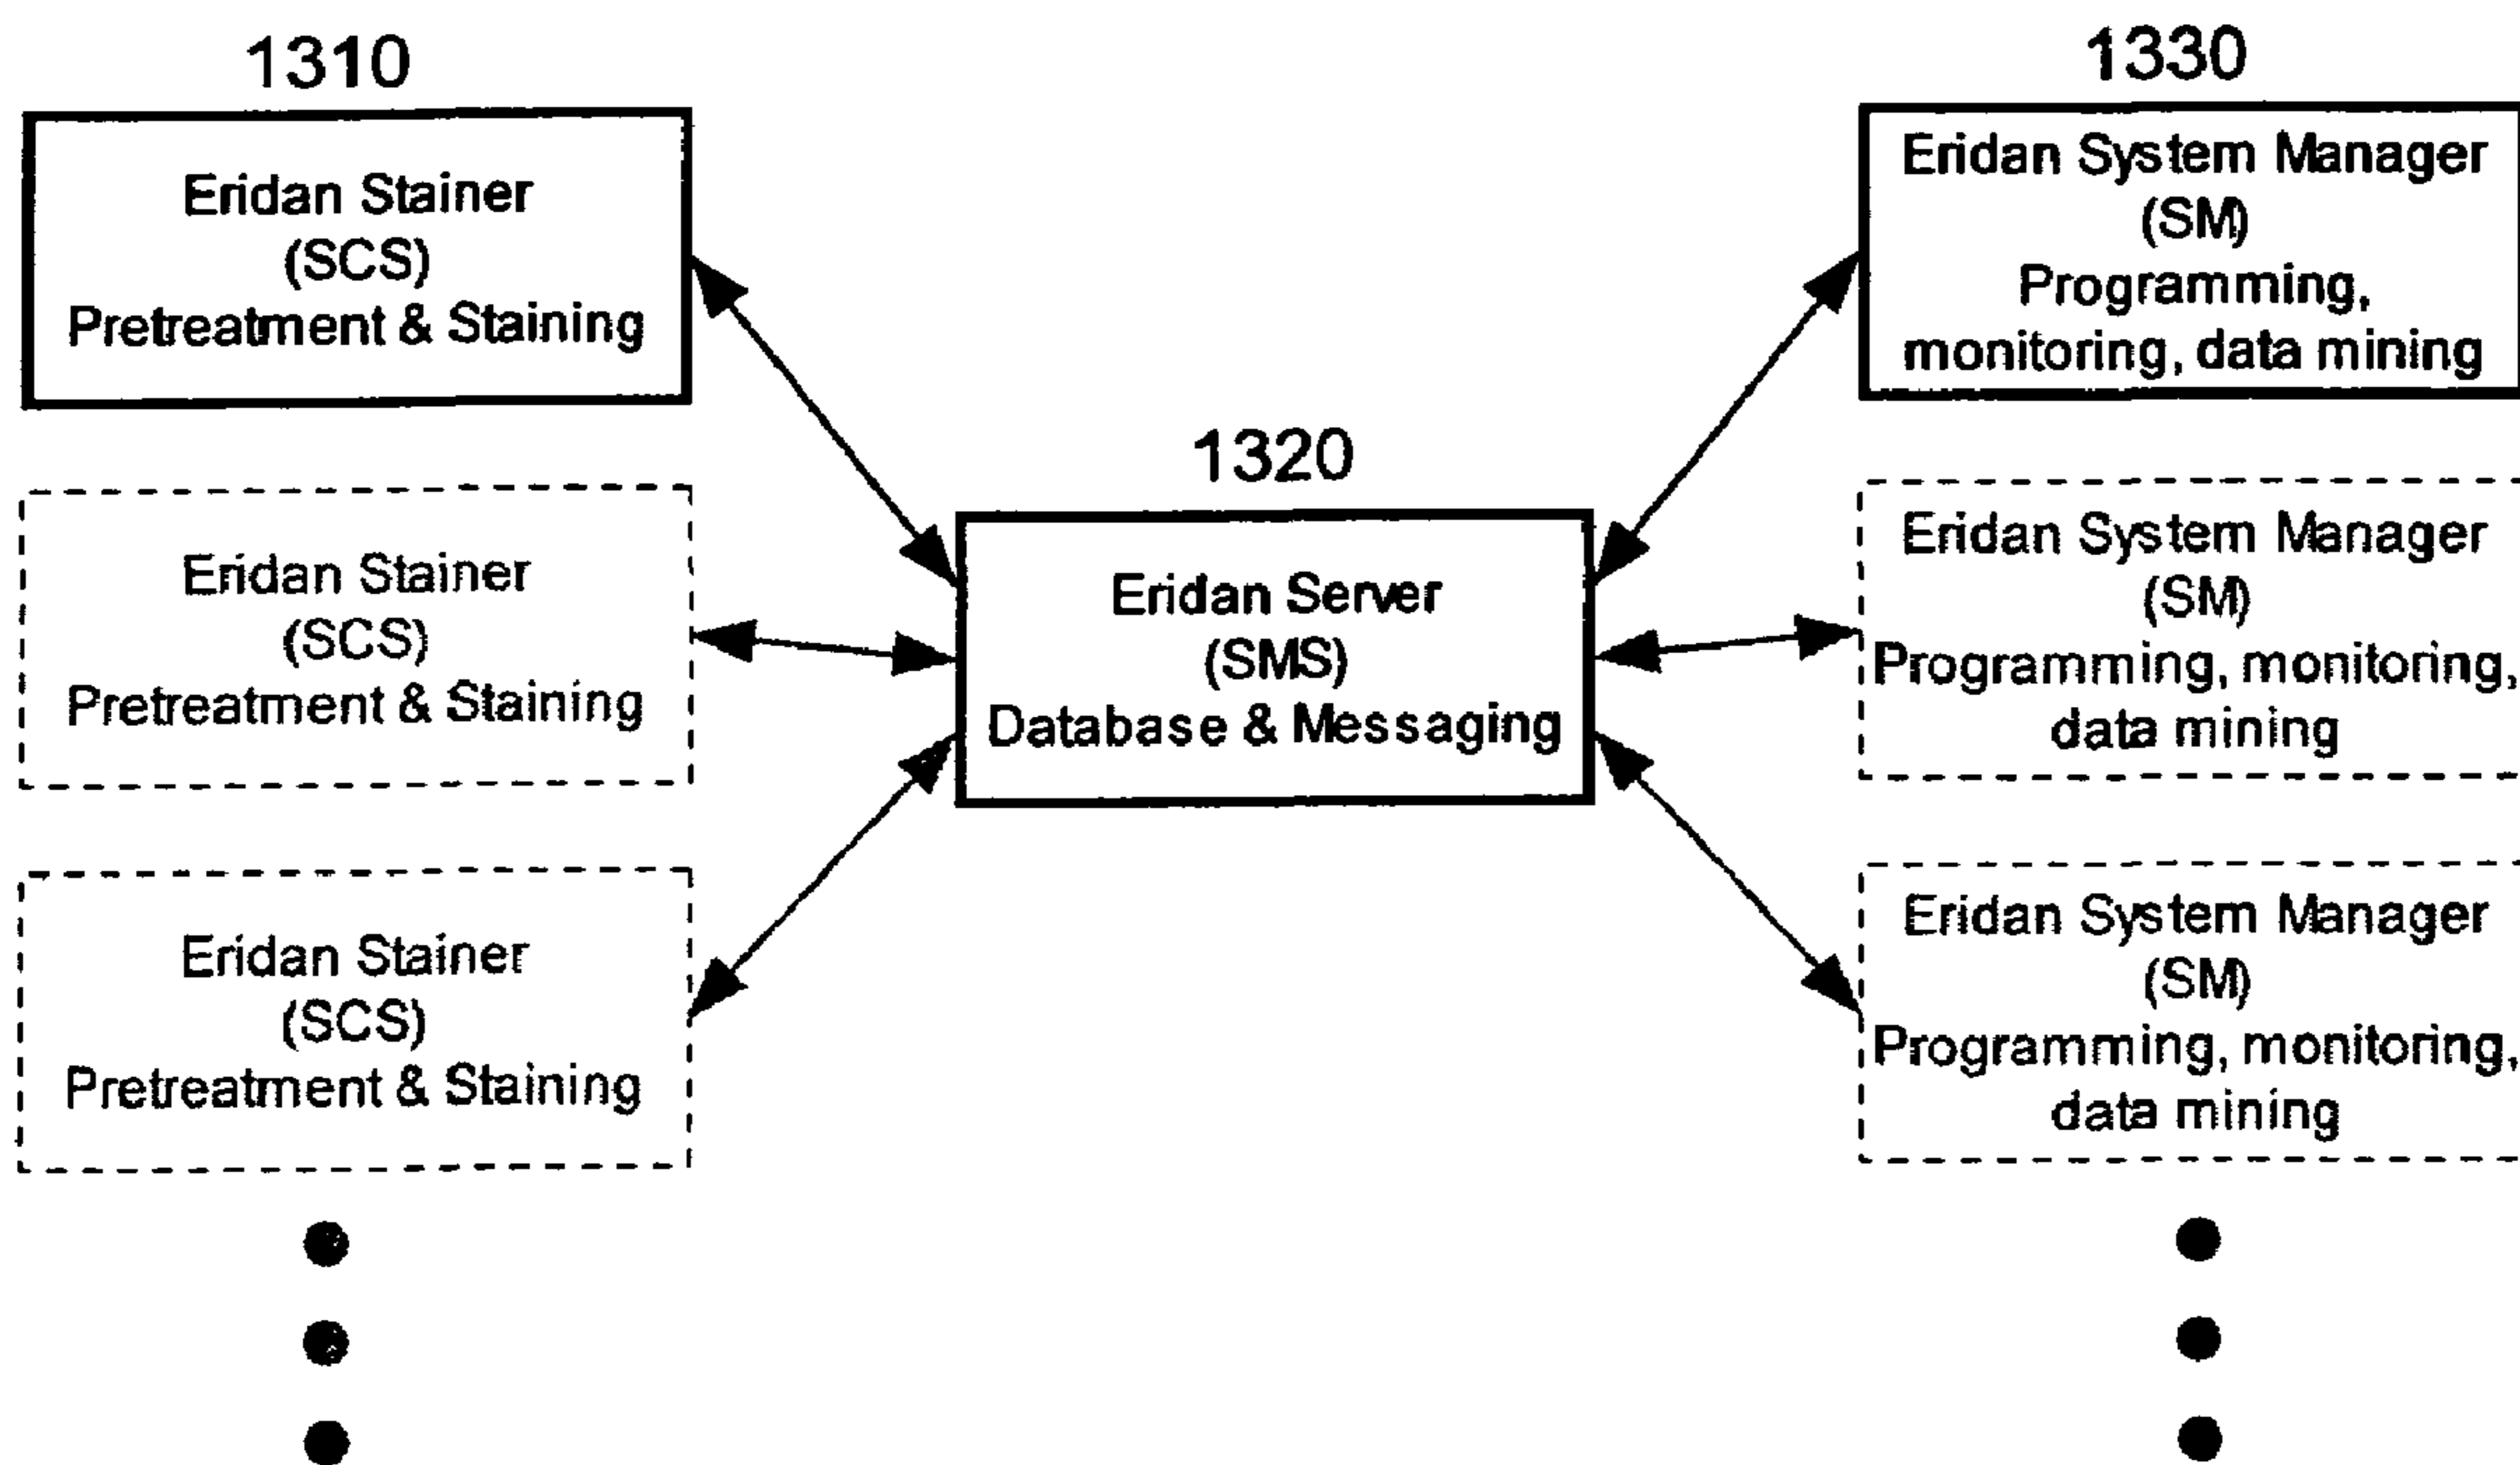 1310
Eridan Stainer
(SCS)
Pretreatment & Staining
Eridan Stainer
(SCS)
Pretreatment & Staining
Eridan Stainer
(SCS)
Pretreatment & Staining
1320
Eridan Server
(SMS)
Database & Messaging
1330
Eridan System Manager
(SM)
Programming,
monitoring, data mining
Eridan System Manager
(SM)
Programming, monitoring,
data mining
Eridan System Manager
(SM)
Programming, monitoring,
data mining